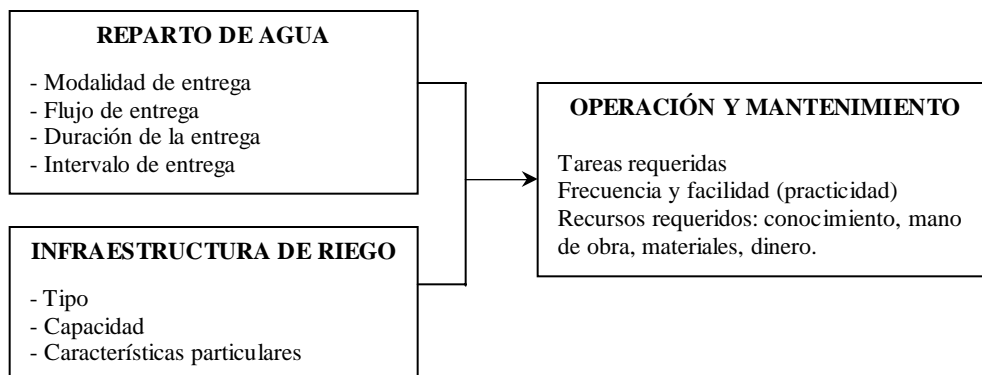 REPARTO DE AGUA
- Modalidad de entrega
- Flujo de entrega
- Duración de la entrega
- Intervalo de entrega
INFRAESTRUCTURA DE RIEGO
- Tipo
- Capacidad
- Características particulares
OPERACIÓN Y MANTENIMIENTO
Tareas requeridas
Frecuencia y facilidad (practicidad)
Recursos requeridos: conocimiento, mano
de obra, materiales, dinero.